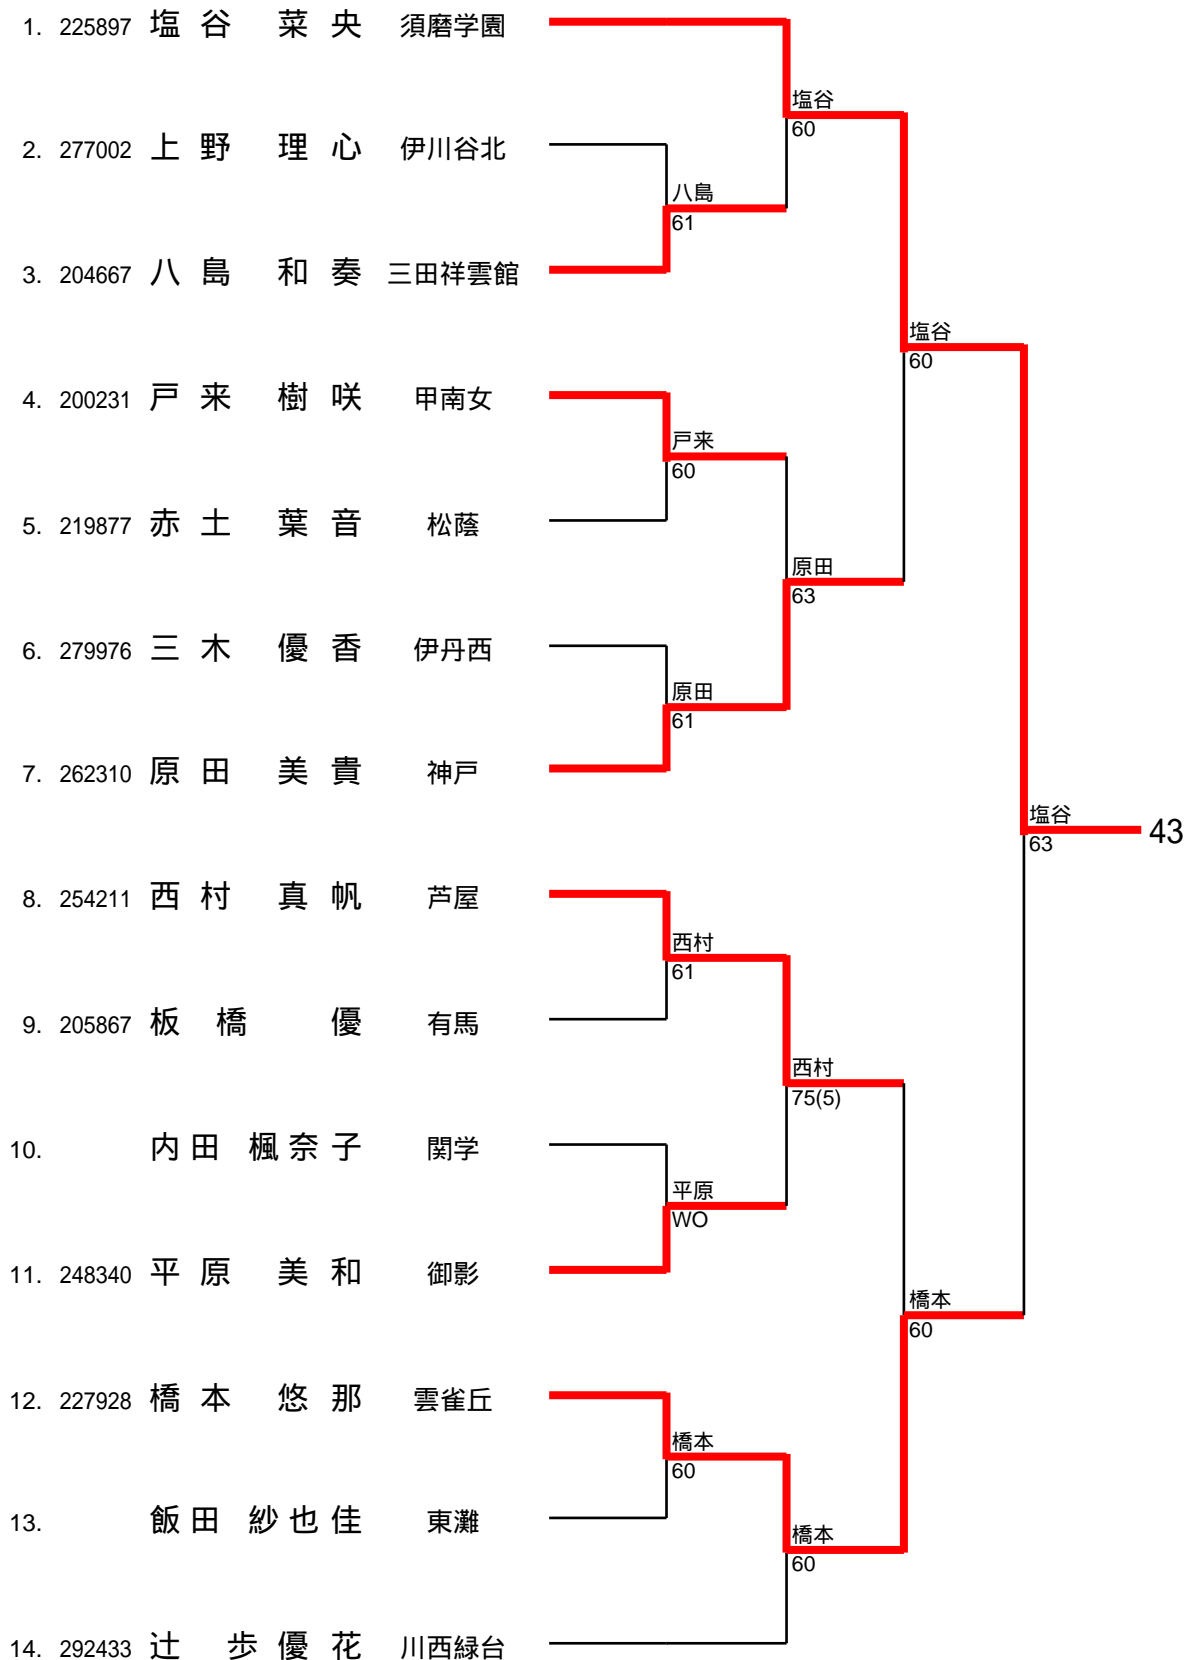 1. 225897 塩谷 菜央 須磨学園
塩谷
60
2. 277002 上野 理心 伊川谷北
八島
61
3. 204667 八島 和奏 三田祥雲館
塩谷
60
4. 200231 戸来 樹咲 甲南女
戸来
60
5. 219877 赤土 葉音 松蔭
原田
63
6. 279976 三木 優香 伊丹西
原田
61
7. 262310 原田 美貴 神戸
塩谷
63
43
8. 254211 西村 真帆 芦屋
西村
61
9. 205867 板橋 優 有馬
西村
75(5)
10. 内田 楓奈子 関学
平原
WO
11. 248340 平原 美和 御影
橋本
60
12. 227928 橋本 悠那 雲雀丘
橋本
60
13. 飯田 紗也佳 東灘
橋本
60
14. 292433 辻 歩優花 川西緑台